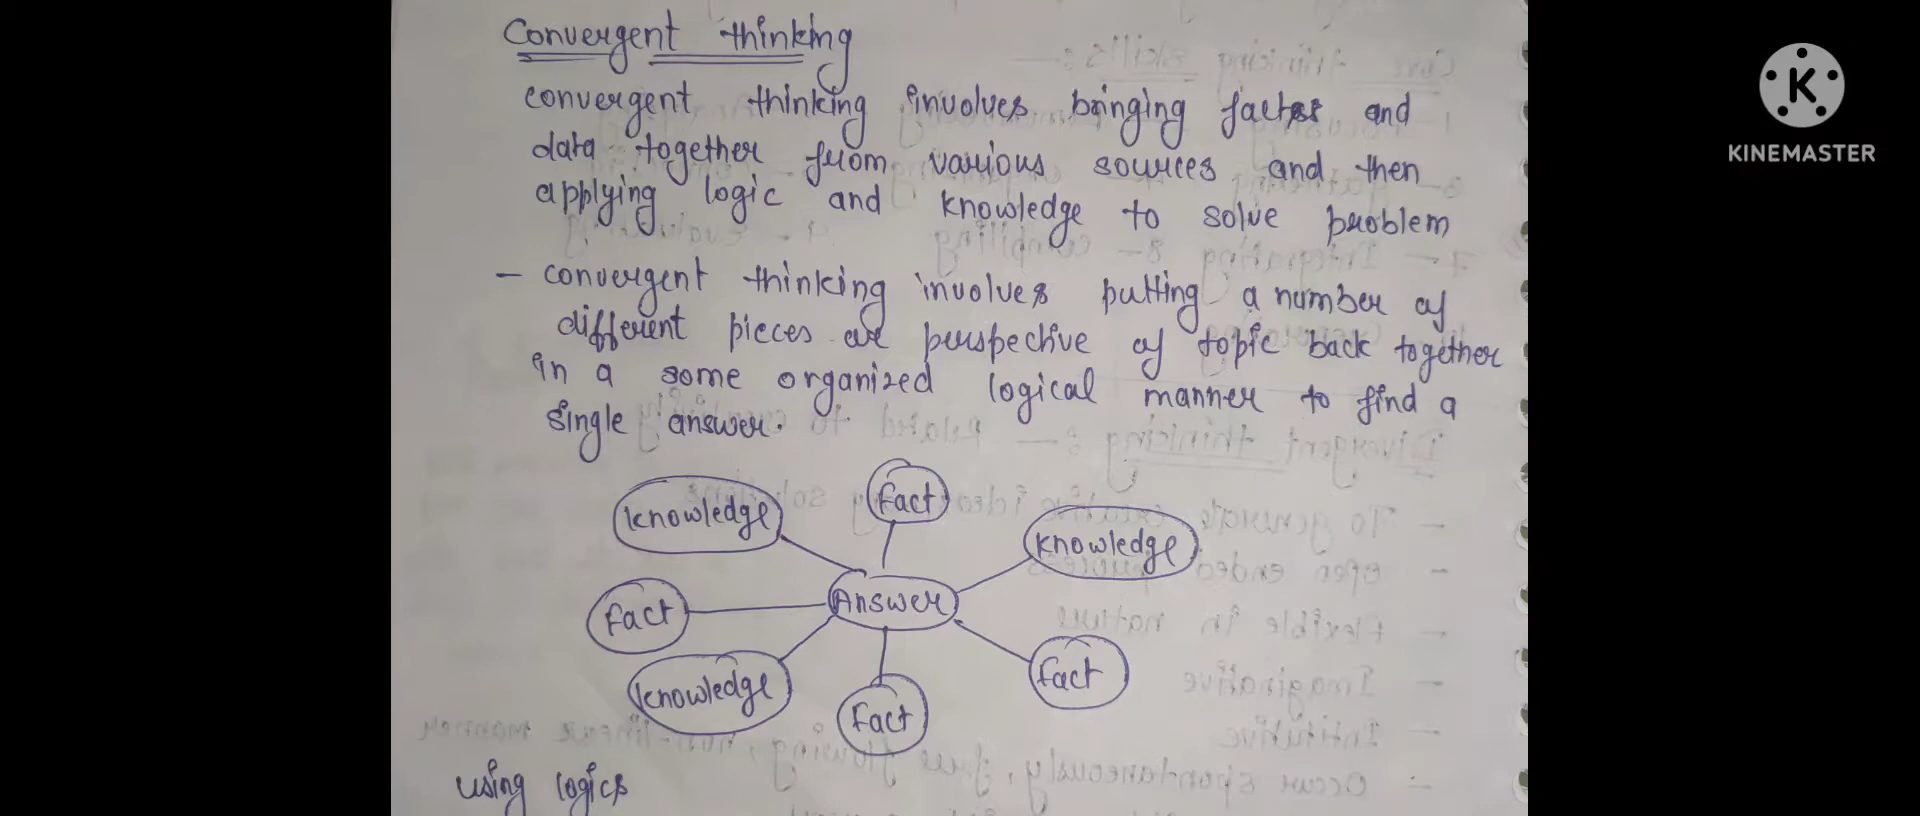 Convergent thinking
convergent thinking involves bringing facts and
data together from various sources and then
applying logic and knowledge to solve problem
- convergent thinking involves putting a number of
different pieces or perspective of topic back together
in a some organized logical manner to find a
single answer.
knowledge
fact
knowledge
Answer
fact
knowledge
fact
fact
using logics
K
KINEMASTER